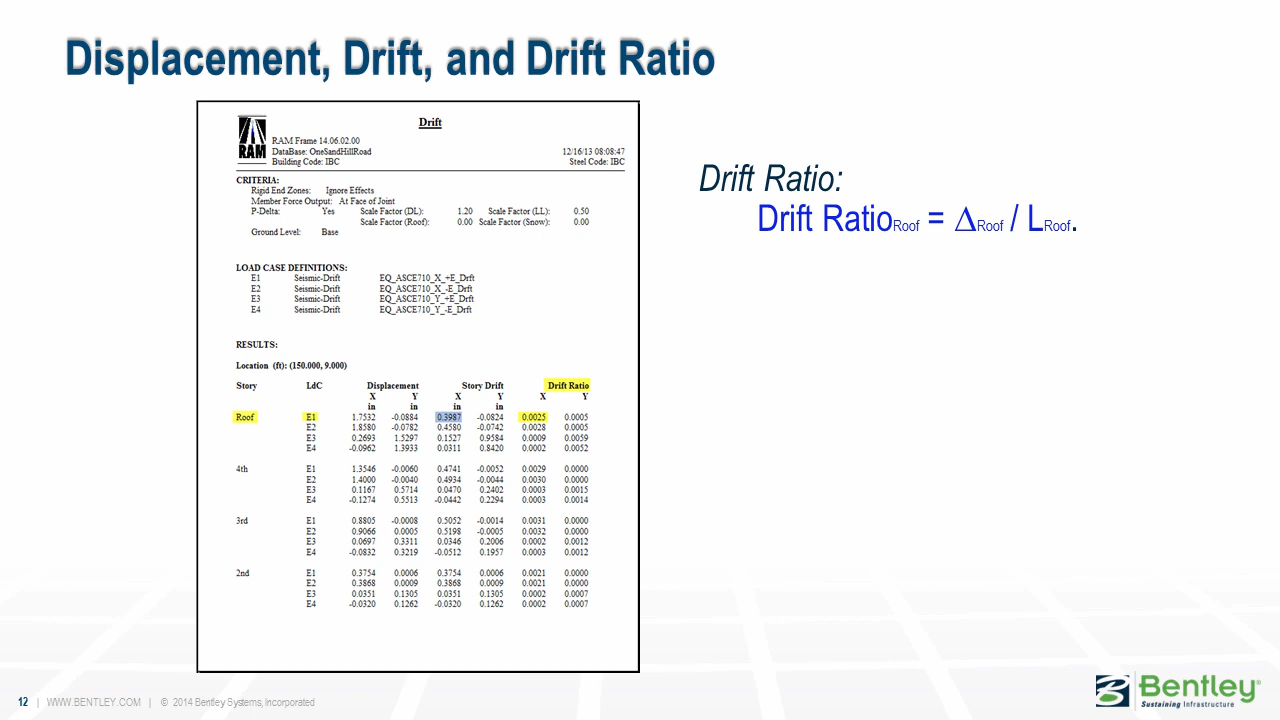 Displacement, Drift, and Drift Ratio
Drift
RAM
RAM Frame 14.06.02.00
DataBase: OneSandHillRoad 12/16/13 08:08:47
Building Code: IBC Steel Code: IBC
CRITERIA:
Rigid End Zones: Ignore Effects
Member Force Output: At Face of Joint
P-Delta: Yes Scale Factor (DL): 1.20 Scale Factor (LL): 0.50
Scale Factor (Roof): 0.00 Scale Factor (Snow): 0.00
Ground Level: Base
LOAD CASE DEFINITIONS:
E1 Seismic-Drift EQ_ASCE710_X_+E_Drft
E2 Seismic-Drift EQ_ASCE710_X_-E_Drft
E3 Seismic-Drift EQ_ASCE710_Y_+E_Drft
E4 Seismic-Drift EQ_ASCE710_Y_-E_Drft
RESULTS:
Location (ft): (150.000, 9.000)
Story LdC Displacement Story Drift Drift Ratio
X Y X Y X Y
in in in in
Roof E1 1.7532 -0.0884 0.3987 -0.0824 0.0025 0.0005
E2 1.8580 -0.0782 0.4580 -0.0742 0.0028 0.0005
E3 0.2693 1.5297 0.1527 0.9584 0.0009 0.0059
E4 -0.0962 1.3933 0.0311 0.8420 0.0002 0.0052
4th E1 1.3546 -0.0060 0.4741 -0.0052 0.0029 0.0000
E2 1.4000 -0.0040 0.4934 -0.0044 0.0030 0.0000
E3 0.1167 0.5714 0.0470 0.2402 0.0003 0.0015
E4 -0.1274 0.5513 -0.0442 0.2294 0.0003 0.0014
3rd E1 0.8805 -0.0008 0.5052 -0.0014 0.0031 0.0000
E2 0.9066 0.0005 0.5198 -0.0005 0.0032 0.0000
E3 0.0697 0.3311 0.0346 0.2006 0.0002 0.0012
E4 -0.0832 0.3219 -0.0512 0.1957 0.0003 0.0012
2nd E1 0.3754 0.0006 0.3754 0.0006 0.0021 0.0000
E2 0.3868 0.0009 0.3868 0.0009 0.0021 0.0000
E3 0.0351 0.1305 0.0351 0.1305 0.0002 0.0007
E4 -0.0320 0.1262 -0.0320 0.1262 0.0002 0.0007
Drift Ratio:
Drift RatioRoof = ΔRoof / LRoof.
12 | WWW.BENTLEY.COM | © 2014 Bentley Systems, Incorporated
Bentley®
Sustaining Infrastructure